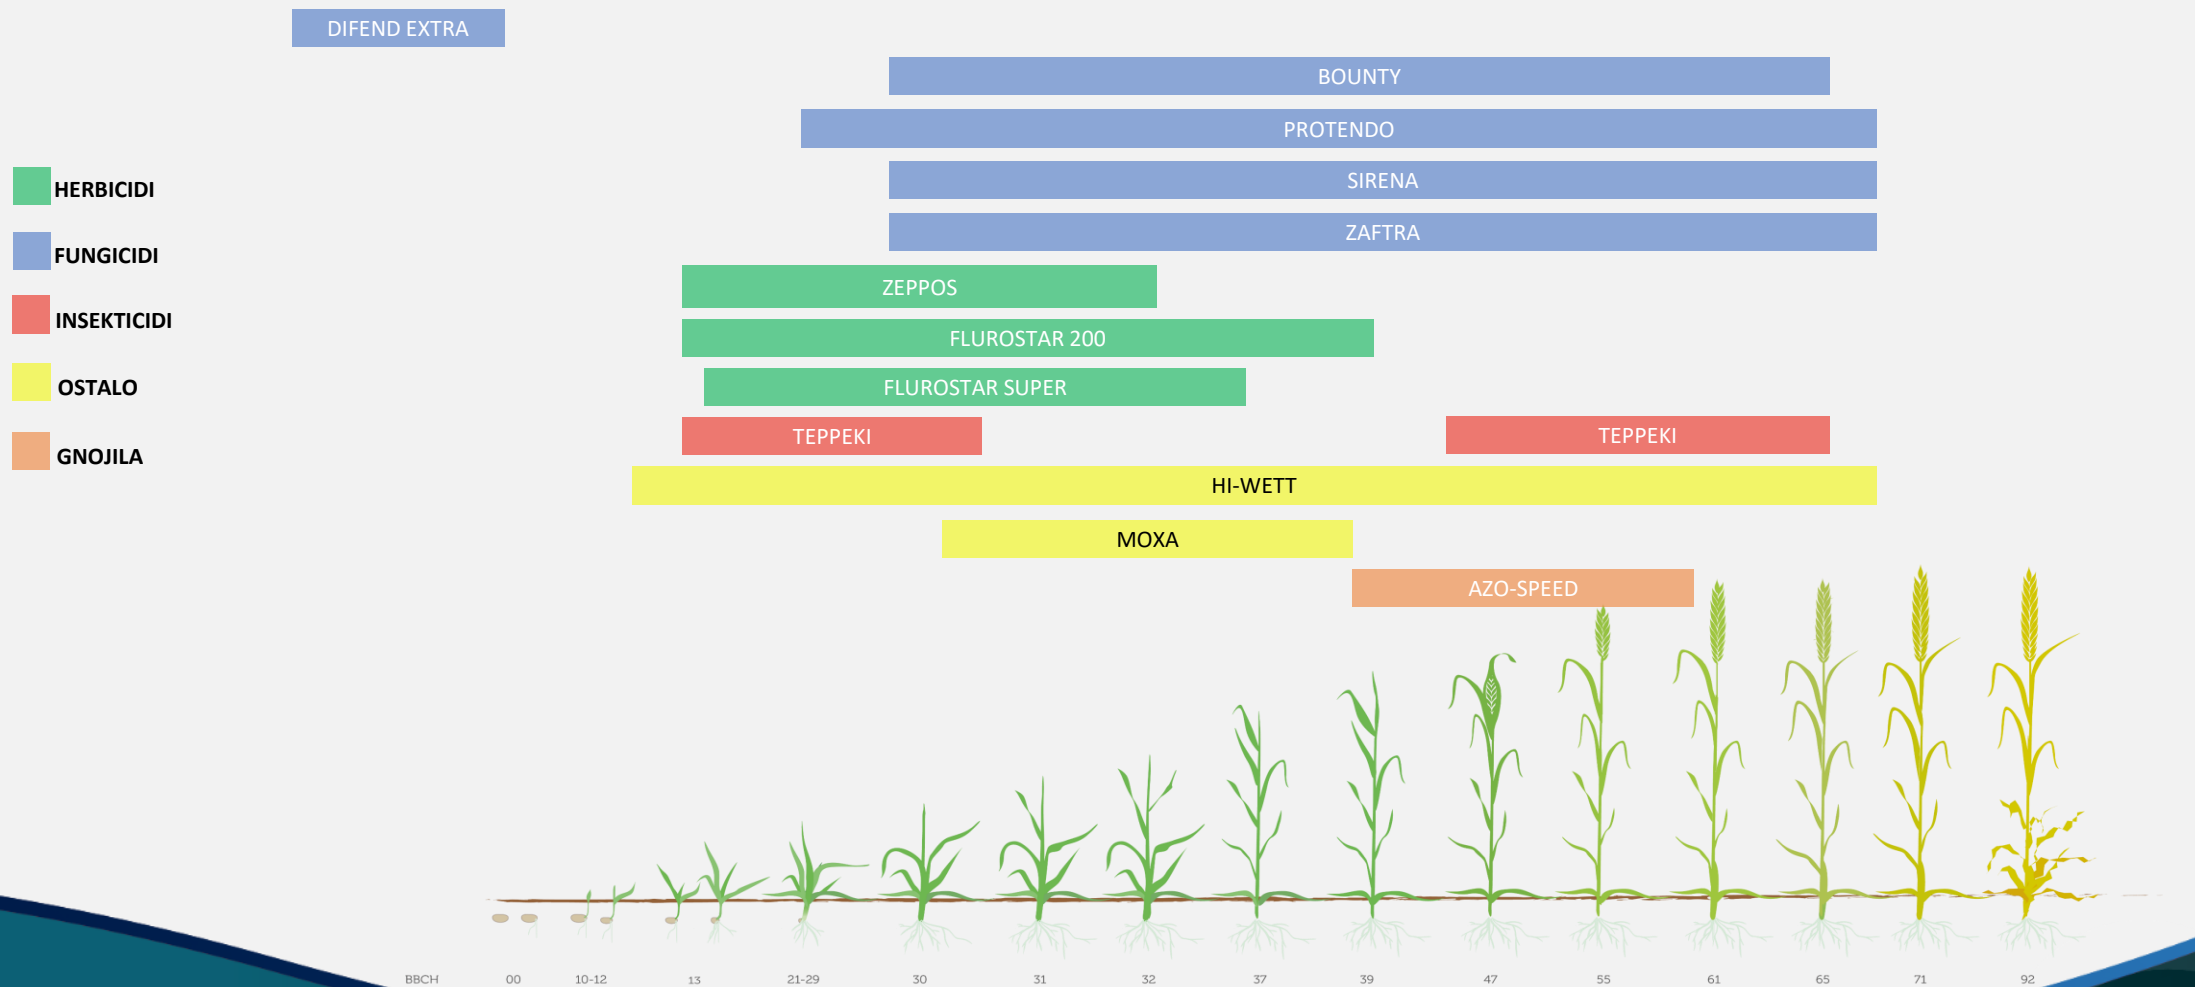 DIFEND EXTRA
BOUNTY
PROTENDO
SIRENA
ZAFTRA
ZEPPOS
FLUROSTAR 200
FLUROSTAR SUPER
TEPPEKI
TEPPEKI
HI-WETT
MOXA
AZO-SPEED
HERBICIDI
FUNGICIDI
INSEKTICIDI
OSTALO
GNOJILA
BBCH 00 10-12 13 21-29 30 31 32 37 39 47 55 61 65 71 92